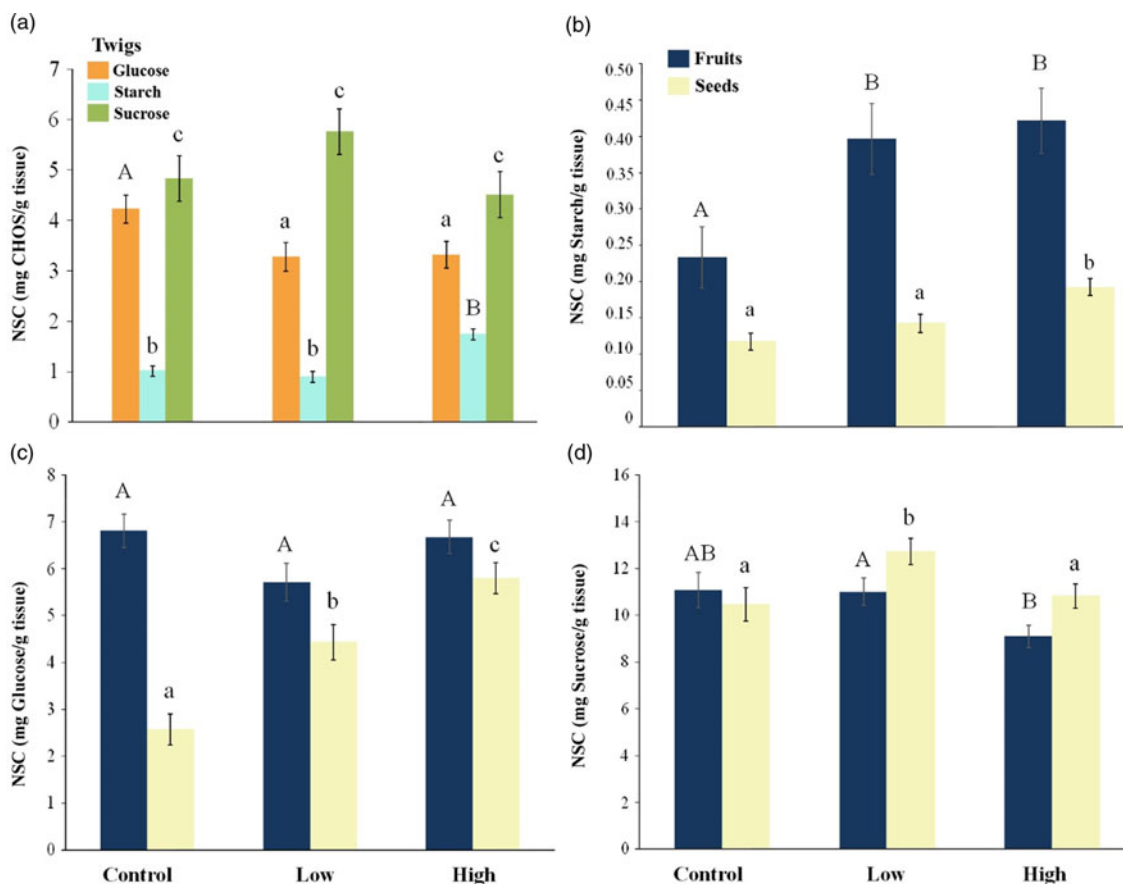 (a)
Twigs
Glucose
Starch
Sucrose
NSC (mg CHOS/g tissue)
7
6
5
4
3
2
1
0
A
b
c
a
b
c
a
B
c
(b)
Fruits
Seeds
NSC (mg Starch/g tissue)
0.50
0.45
0.40
0.35
0.30
0.25
0.20
0.15
0.10
0.05
0
A
a
B
a
B
b
(c)
NSC (mg Glucose/g tissue)
8
7
6
5
4
3
2
1
0
A
a
A
b
A
c
Control
Low
High
(d)
NSC (mg Sucrose/g tissue)
16
14
12
10
8
6
4
2
0
AB
a
A
b
B
a
Control
Low
High